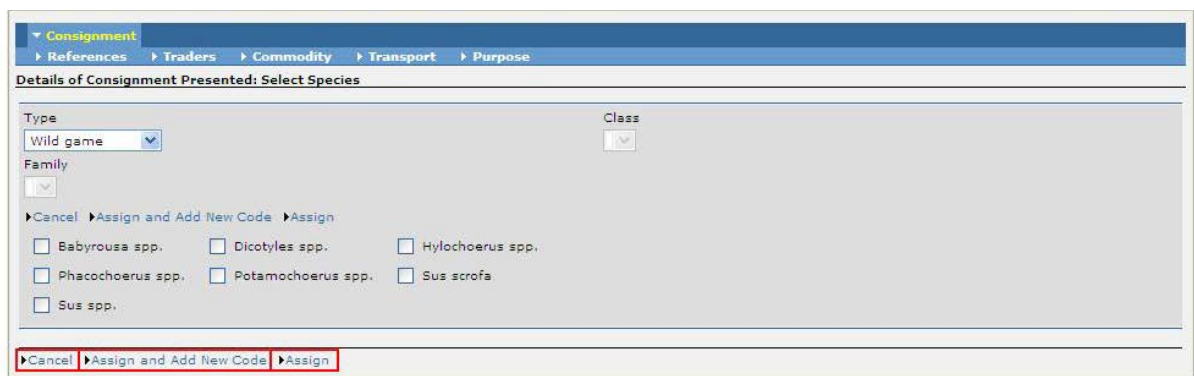 Consignment
References Traders Commodity Transport Purpose
Details of Consignment Presented: Select Species
Type Class
Wild game
Family
Cancel Assign and Add New Code Assign
Babyrousa spp. Dicotyles spp. Hylochoerus spp.
Phacochoerus spp. Potamochoerus spp. Sus scrofa
Sus spp.
Cancel Assign and Add New Code Assign